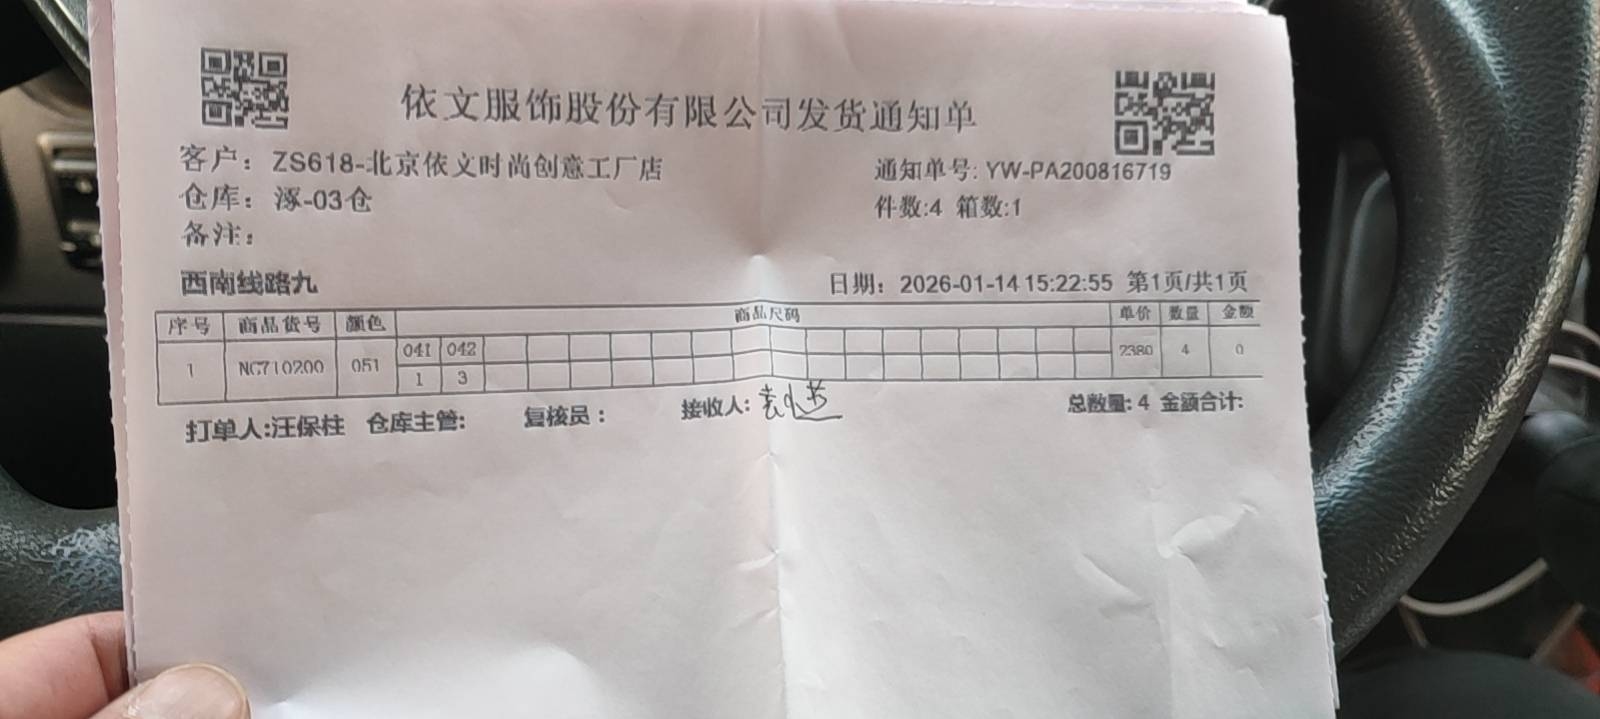 依文服饰股份有限公司发货通知单
客户：ZS618-北京依文时尚创意工厂店
通知单号: YW-PA200816719
仓库：涿-03仓
件数:4 箱数:1
备注：
西南线路九
日期：2026-01-14 15:22:55 第1页/共1页
序号 商品货号 颜色 商品尺码 单价 数量 金额
041 042
1 NC710200 051 2380 4 0
1 3
打单人:汪保柱 仓库主管: 复核员： 接收人: 总数量: 4 金额合计: